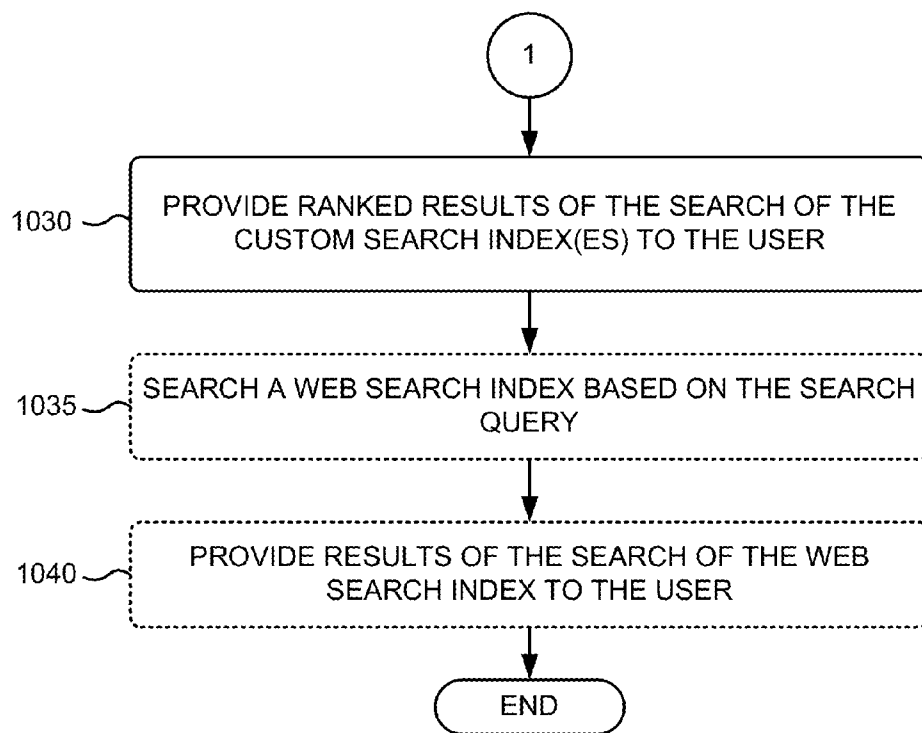 1
1030
PROVIDE RANKED RESULTS OF THE SEARCH OF THE
CUSTOM SEARCH INDEX(ES) TO THE USER
1035
SEARCH A WEB SEARCH INDEX BASED ON THE SEARCH
QUERY
1040
PROVIDE RESULTS OF THE SEARCH OF THE WEB
SEARCH INDEX TO THE USER
END